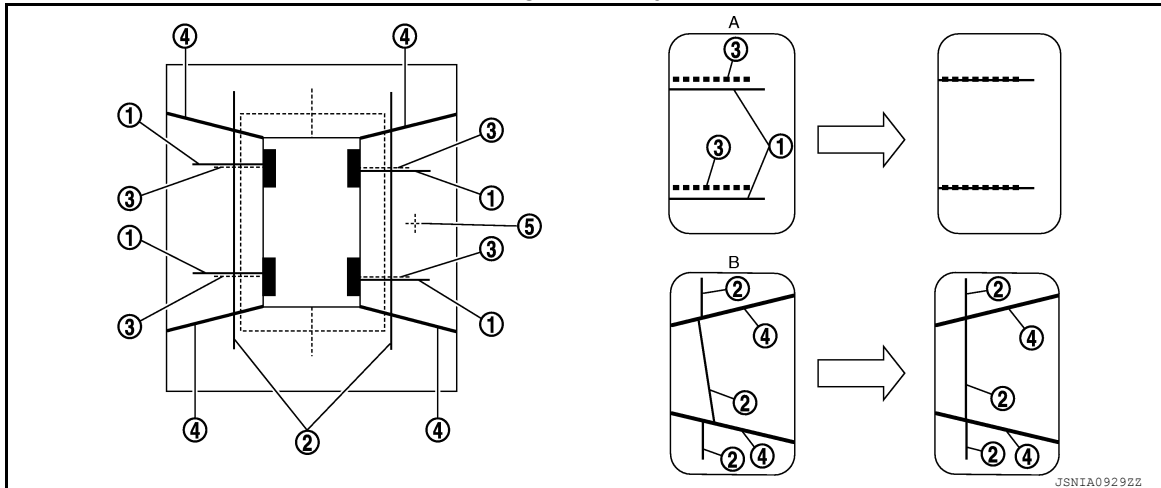 A
④ ④ ③
① ③
③ ①
③ ①
⑤
① ③
B
③ ① ② ②
④ ④
② ②
④ ② ④ ② ④ ② ④
JSNIA0929ZZ